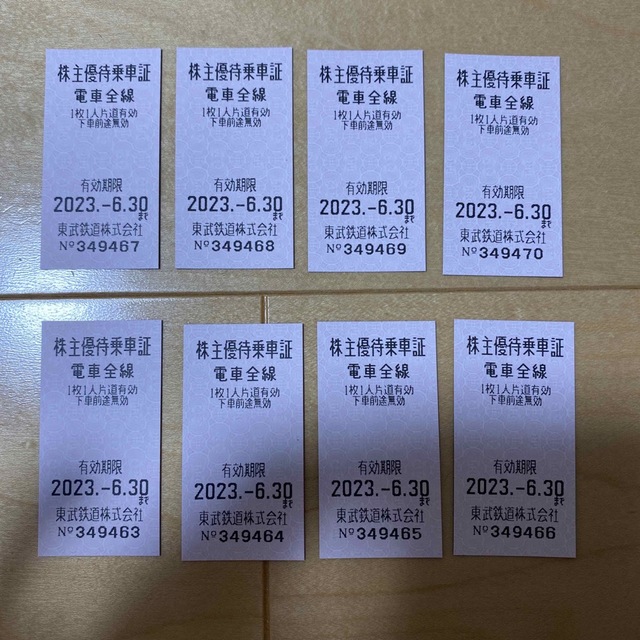 株主優待乗車証
電車全線
1枚1人片道有効
下車前途無効
有効期限
2023.-6.30まで
東武鉄道株式会社
№349467
株主優待乗車証
電車全線
1枚1人片道有効
下車前途無効
有効期限
2023.-6.30まで
東武鉄道株式会社
№349468
株主優待乗車証
電車全線
1枚1人片道有効
下車前途無効
有効期限
2023.-6.30まで
東武鉄道株式会社
№349469
株主優待乗車証
電車全線
1枚1人片道有効
下車前途無効
有効期限
2023.-6.30まで
東武鉄道株式会社
№349470
株主優待乗車証
電車全線
1枚1人片道有効
下車前途無効
有効期限
2023.-6.30まで
東武鉄道株式会社
№349463
株主優待乗車証
電車全線
1枚1人片道有効
下車前途無効
有効期限
2023.-6.30まで
東武鉄道株式会社
№349464
株主優待乗車証
電車全線
1枚1人片道有効
下車前途無効
有効期限
2023.-6.30まで
東武鉄道株式会社
№349465
株主優待乗車証
電車全線
1枚1人片道有効
下車前途無効
有効期限
2023.-6.30まで
東武鉄道株式会社
№349466